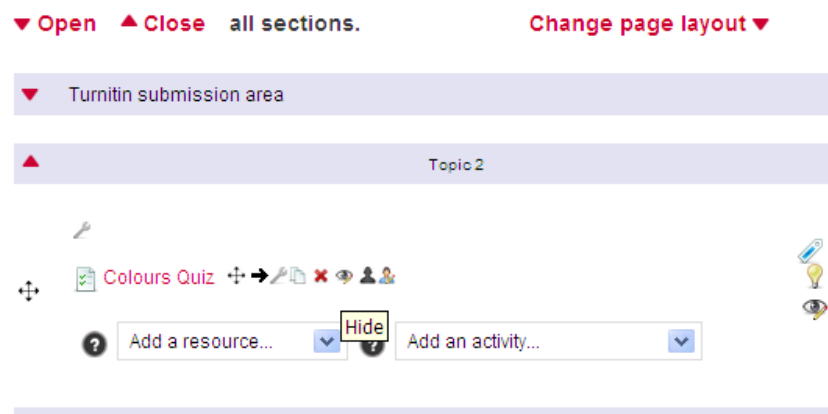 Open Close all sections. Change page layout
Turnitin submission area
Topic 2
Colours Quiz
Hide
Add a resource... Add an activity...